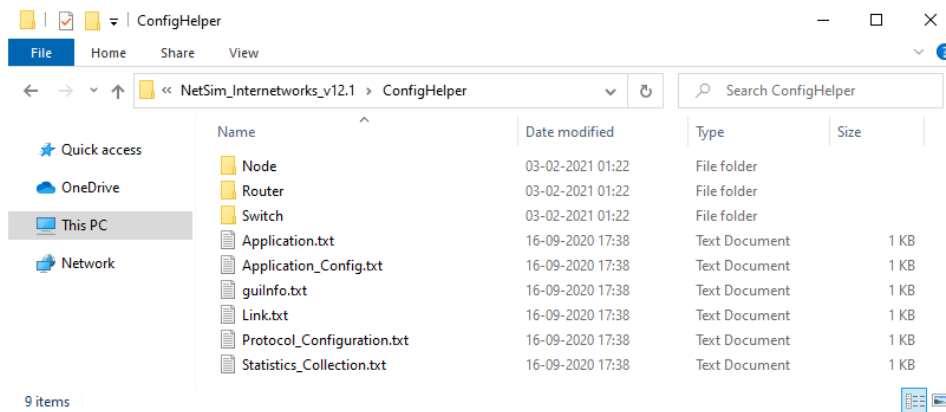 ConfigHelper
File Home Share View
« NetSim_Internetworks_v12.1 › ConfigHelper Search ConfigHelper
Name Date modified Type Size
Quick access
OneDrive
This PC
Network
Node 03-02-2021 01:22 File folder
Router 03-02-2021 01:22 File folder
Switch 03-02-2021 01:22 File folder
Application.txt 16-09-2020 17:38 Text Document 1 KB
Application_Config.txt 16-09-2020 17:38 Text Document 1 KB
guiInfo.txt 16-09-2020 17:38 Text Document 1 KB
Link.txt 16-09-2020 17:38 Text Document 1 KB
Protocol_Configuration.txt 16-09-2020 17:38 Text Document 1 KB
Statistics_Collection.txt 16-09-2020 17:38 Text Document 1 KB
9 items